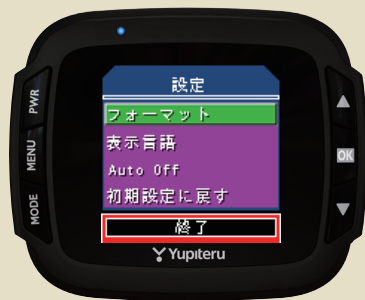 設定
フォーマット
表示言語
Auto Off
初期設定に戻す
終了
Yupiteru
PWR
MENU
MODE
OK